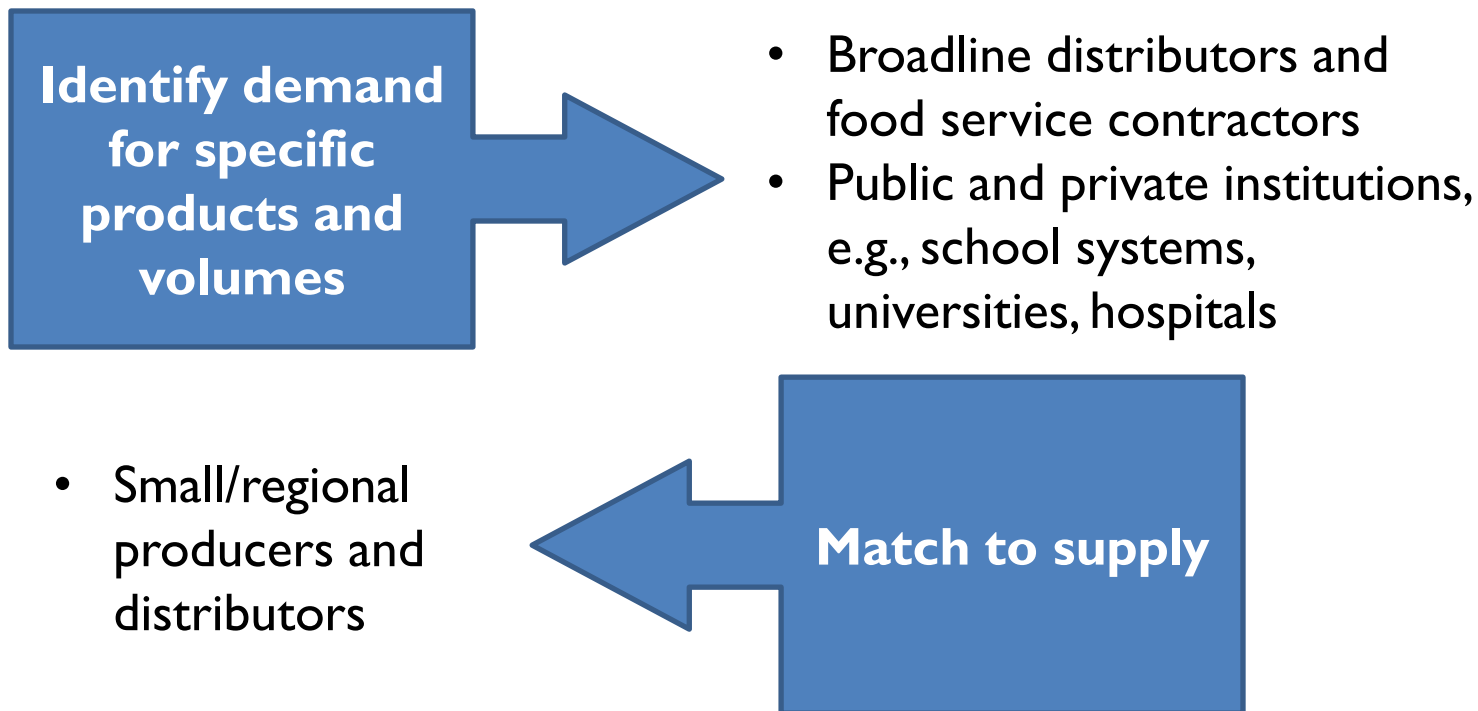 Identify demand
for specific
products and
volumes
• Broadline distributors and
food service contractors
• Public and private institutions,
e.g., school systems,
universities, hospitals
• Small/regional
producers and
distributors
Match to supply